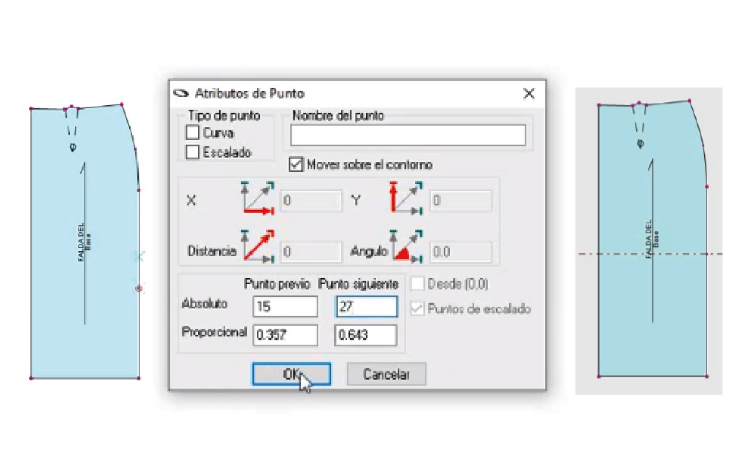 Atributos de Punto
Tipo de punto
Nombre del punto
Curva
Escalado
Mover sobre el contorno
X 0 Y 0
Distancia 0 Angulo 0.0
Punto previo Punto siguiente
Desde (0,0)
Absoluto 15 27
Puntos de escalado
Proporcional 0.357 0.643
OK Cancelar
FALDA DEL
Base
FALDA DEL
Base